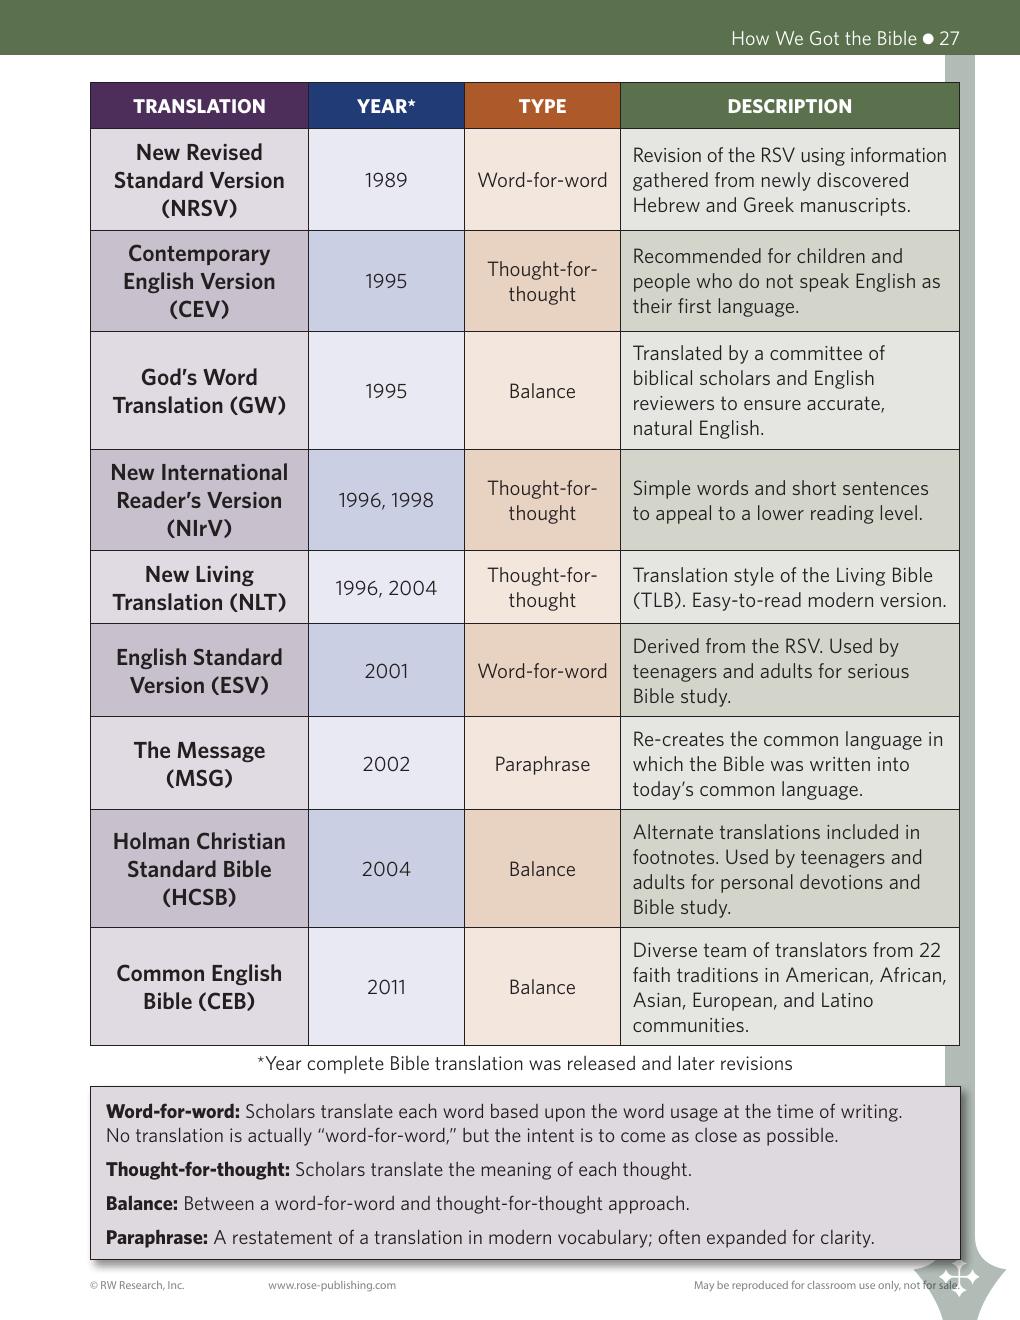 How We Got the Bible ● 27
TRANSLATION YEAR* TYPE DESCRIPTION
New Revised
Standard Version
(NRSV)
1989
Word-for-word
Revision of the RSV using information
gathered from newly discovered
Hebrew and Greek manuscripts.
Contemporary
English Version
(CEV)
1995
Thought-for-
thought
Recommended for children and
people who do not speak English as
their first language.
God's Word
Translation (GW)
1995
Balance
Translated by a committee of
biblical scholars and English
reviewers to ensure accurate,
natural English.
New International
Reader's Version
(NIrV)
1996, 1998
Thought-for-
thought
Simple words and short sentences
to appeal to a lower reading level.
New Living
Translation (NLT)
1996, 2004
Thought-for-
thought
Translation style of the Living Bible
(TLB). Easy-to-read modern version.
English Standard
Version (ESV)
2001
Word-for-word
Derived from the RSV. Used by
teenagers and adults for serious
Bible study.
The Message
(MSG)
2002
Paraphrase
Re-creates the common language in
which the Bible was written into
today's common language.
Holman Christian
Standard Bible
(HCSB)
2004
Balance
Alternate translations included in
footnotes. Used by teenagers and
adults for personal devotions and
Bible study.
Common English
Bible (CEB)
2011
Balance
Diverse team of translators from 22
faith traditions in American, African,
Asian, European, and Latino
communities.
*Year complete Bible translation was released and later revisions
Word-for-word: Scholars translate each word based upon the word usage at the time of writing.
No translation is actually "word-for-word," but the intent is to come as close as possible.
Thought-for-thought: Scholars translate the meaning of each thought.
Balance: Between a word-for-word and thought-for-thought approach.
Paraphrase: A restatement of a translation in modern vocabulary; often expanded for clarity.
© RW Research, Inc. www.rose-publishing.com May be reproduced for classroom use only, not for sale.